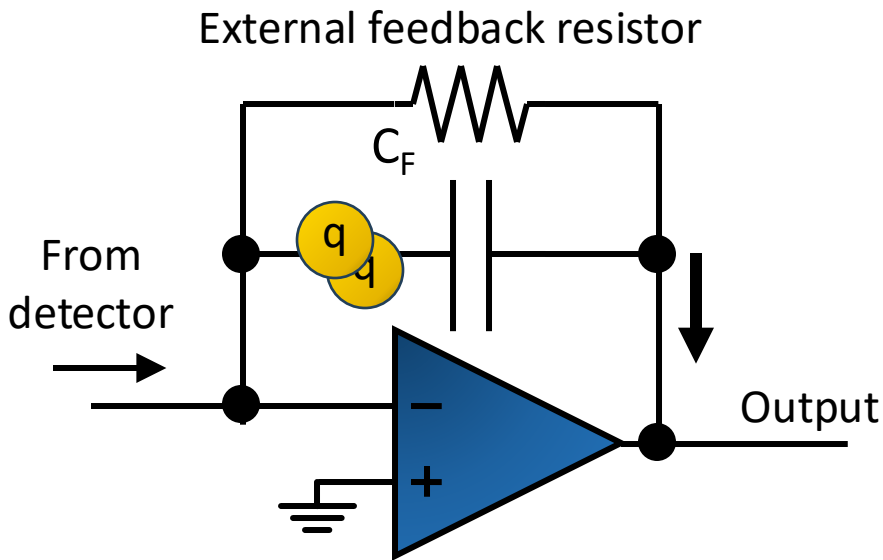 External feedback resistor
CF
q
q
From
detector
−
+
Output